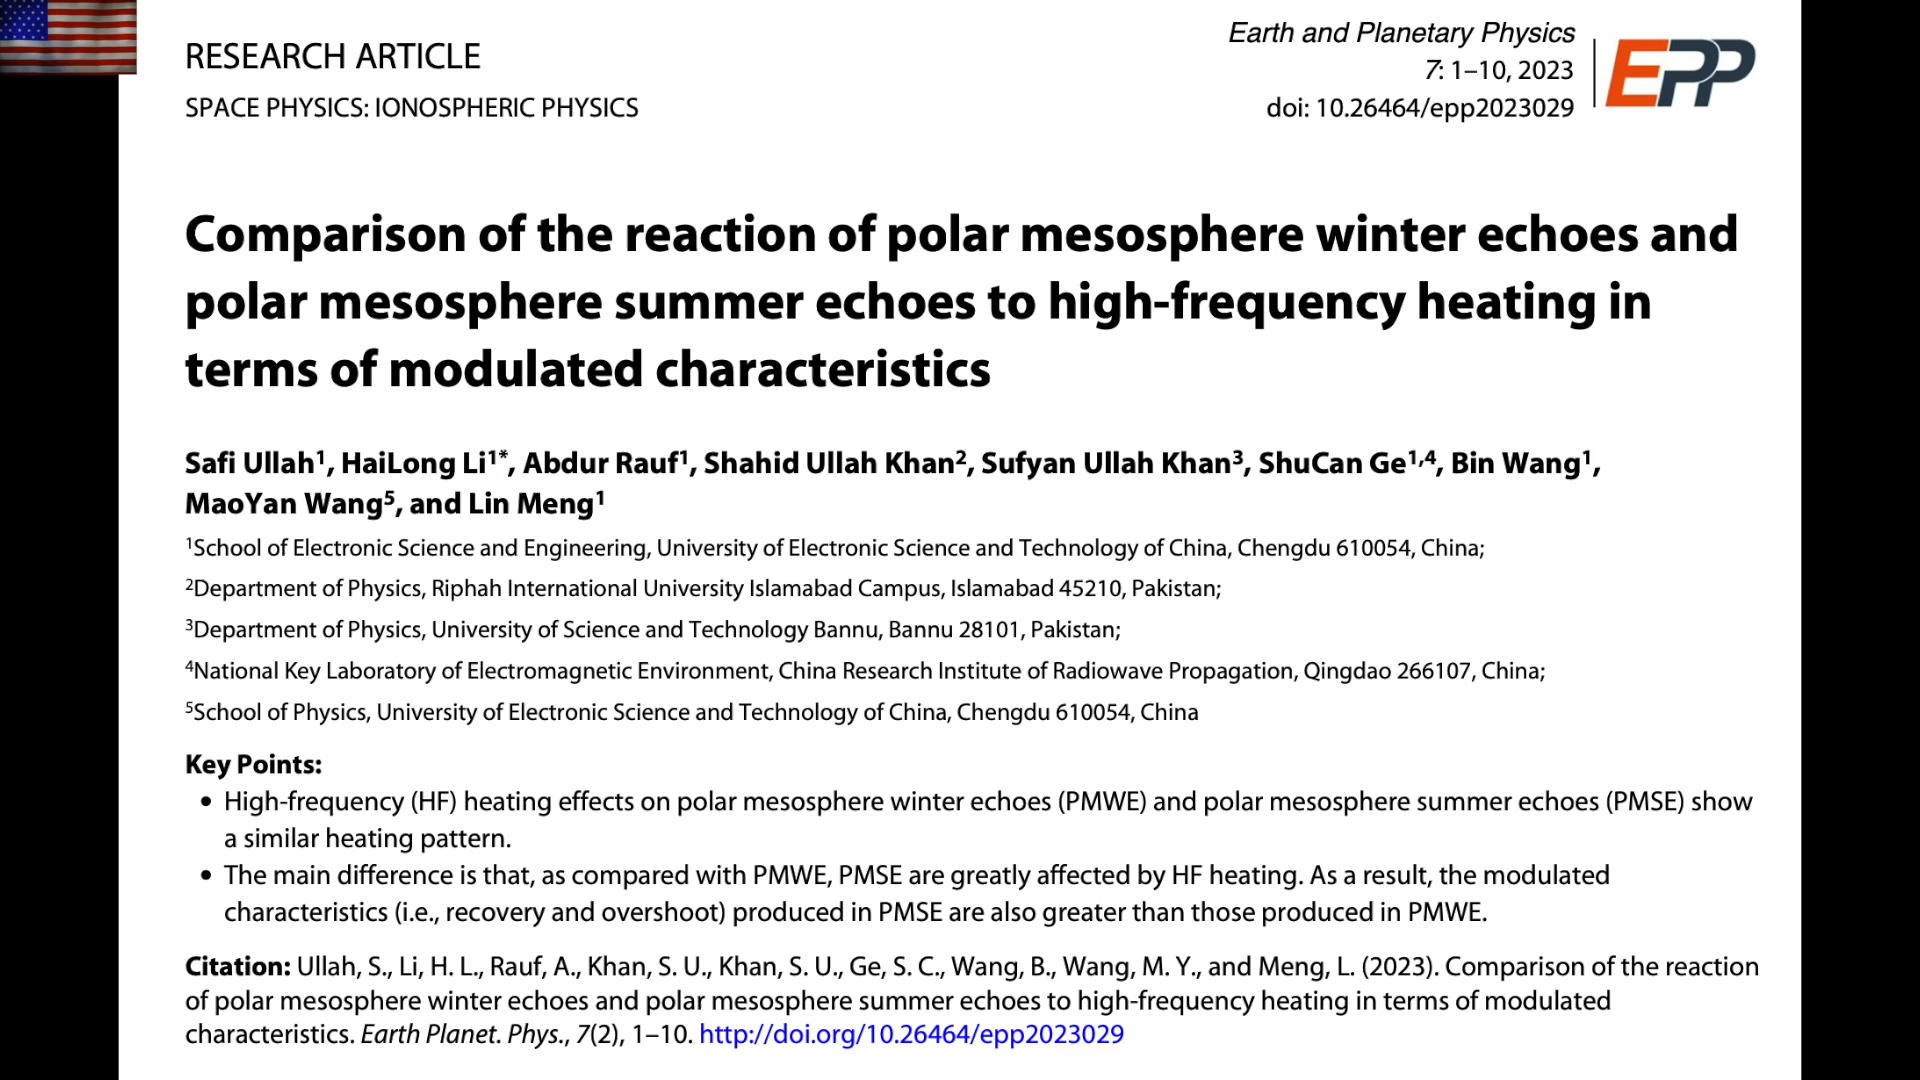 RESEARCH ARTICLE
SPACE PHYSICS: IONOSPHERIC PHYSICS
Earth and Planetary Physics
7: 1–10, 2023
doi: 10.26464/epp2023029
EPP
Comparison of the reaction of polar mesosphere winter echoes and
polar mesosphere summer echoes to high-frequency heating in
terms of modulated characteristics
Safi Ullah¹, HaiLong Li¹*, Abdur Rauf¹, Shahid Ullah Khan², Sufyan Ullah Khan³, ShuCan Ge¹,⁴, Bin Wang¹,
MaoYan Wang⁵, and Lin Meng¹
¹School of Electronic Science and Engineering, University of Electronic Science and Technology of China, Chengdu 610054, China;
²Department of Physics, Riphah International University Islamabad Campus, Islamabad 45210, Pakistan;
³Department of Physics, University of Science and Technology Bannu, Bannu 28101, Pakistan;
⁴National Key Laboratory of Electromagnetic Environment, China Research Institute of Radiowave Propagation, Qingdao 266107, China;
⁵School of Physics, University of Electronic Science and Technology of China, Chengdu 610054, China
Key Points:
• High-frequency (HF) heating effects on polar mesosphere winter echoes (PMWE) and polar mesosphere summer echoes (PMSE) show
a similar heating pattern.
• The main difference is that, as compared with PMWE, PMSE are greatly affected by HF heating. As a result, the modulated
characteristics (i.e., recovery and overshoot) produced in PMSE are also greater than those produced in PMWE.
Citation: Ullah, S., Li, H. L., Rauf, A., Khan, S. U., Khan, S. U., Ge, S. C., Wang, B., Wang, M. Y., and Meng, L. (2023). Comparison of the reaction
of polar mesosphere winter echoes and polar mesosphere summer echoes to high-frequency heating in terms of modulated
characteristics. Earth Planet. Phys., 7(2), 1–10. http://doi.org/10.26464/epp2023029